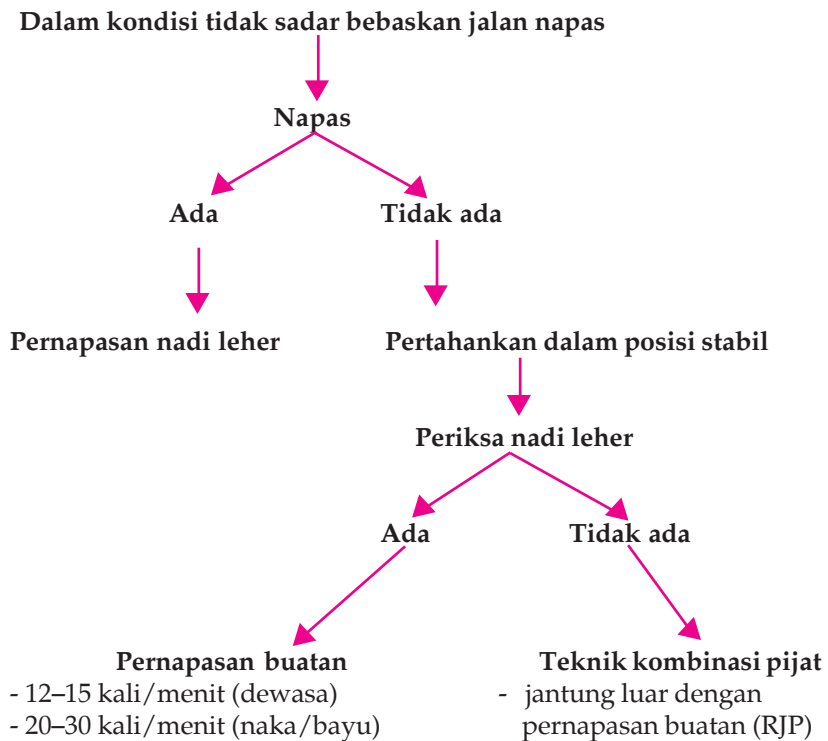 Dalam kondisi tidak sadar bebaskan jalan napas
Napas
Ada
Tidak ada
Pernapasan nadi leher
Pertahankan dalam posisi stabil
Periksa nadi leher
Ada
Tidak ada
Pernapasan buatan
- 12–15 kali/menit (dewasa)
- 20–30 kali/menit (naka/bayu)
Teknik kombinasi pijat
- jantung luar dengan
pernapasan buatan (RJP)